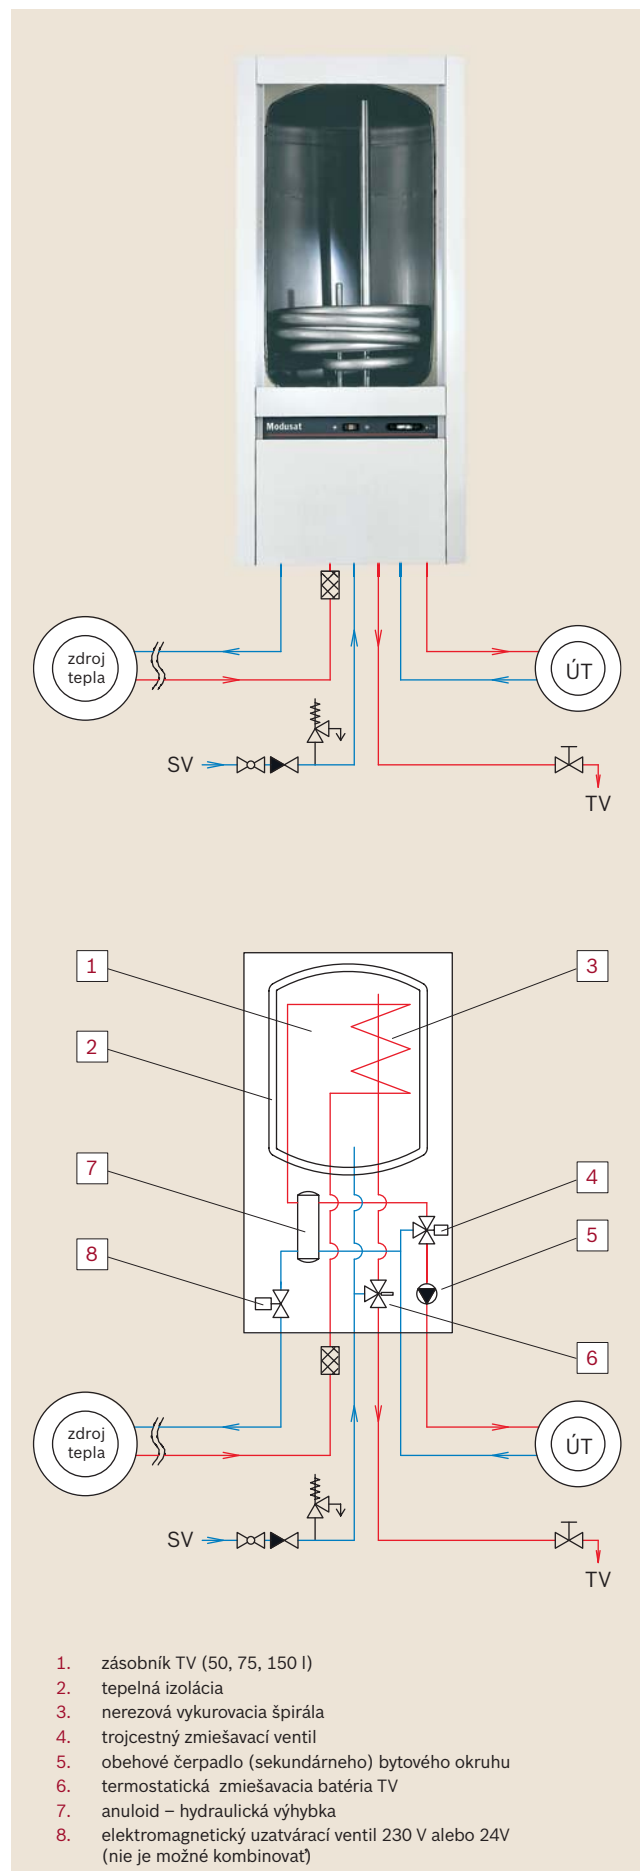 Modusat
zdroj
tepla
ÚT
SV
TV
1
3
2
7
4
5
8
6
zdroj
tepla
ÚT
SV
TV
1. zásobník TV (50, 75, 150 l)
2. tepelná izolácia
3. nerezová vykurovacia špirála
4. trojcestný zmiešavací ventil
5. obehové čerpadlo (sekundárneho) bytového okruhu
6. termostatická zmiešavacia batéria TV
7. anuloid – hydraulická výhybka
8. elektromagnetický uzatvárací ventil 230 V alebo 24V
(nie je možné kombinovať)